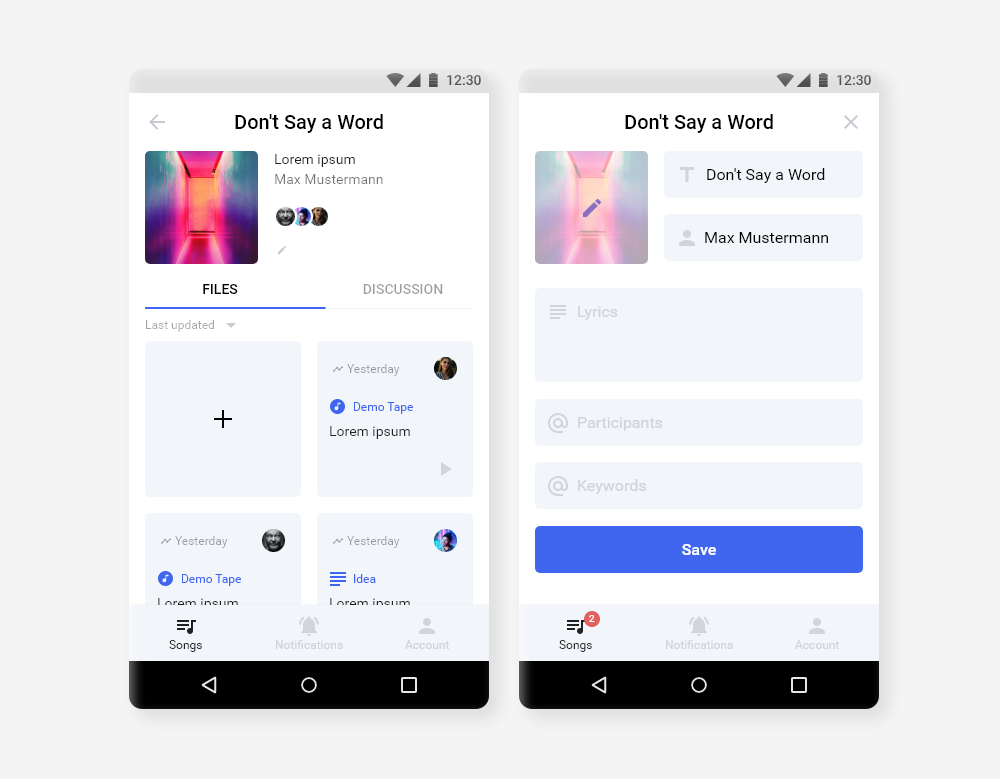 12:30
Don't Say a Word
Lorem ipsum
Max Mustermann
FILES DISCUSSION
Last updated
Yesterday
Demo Tape
Lorem ipsum
Yesterday
Demo Tape
Lorem ipsum
Yesterday
Idea
Lorem ipsum
Songs Notifications Account
12:30
Don't Say a Word
Don't Say a Word
Max Mustermann
Lyrics
Participants
Keywords
Save
2
Songs Notifications Account